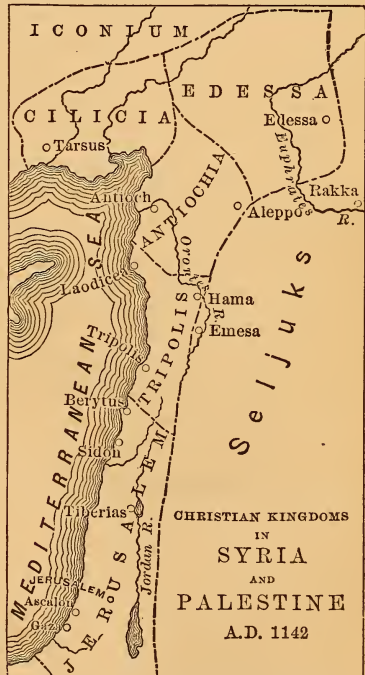 ICONIUM
EDESSA
CILICIA
Edessa
Tarsus
Euphrates
R.
Rakka
Antioch
ANTIOCHIA
Aleppo
SEA
Orontes
R.
Laodicea
Hama
Emesa
Seljuks
Tripolis
TRIPOLIS
MEDITERRANEAN
Berytus
Sidon
Tiberias
JERUSALEM
Jordan R.
JERUSALEM
Ascalon
Gaza
CHRISTIAN KINGDOMS
IN
SYRIA
AND
PALESTINE
A.D. 1142